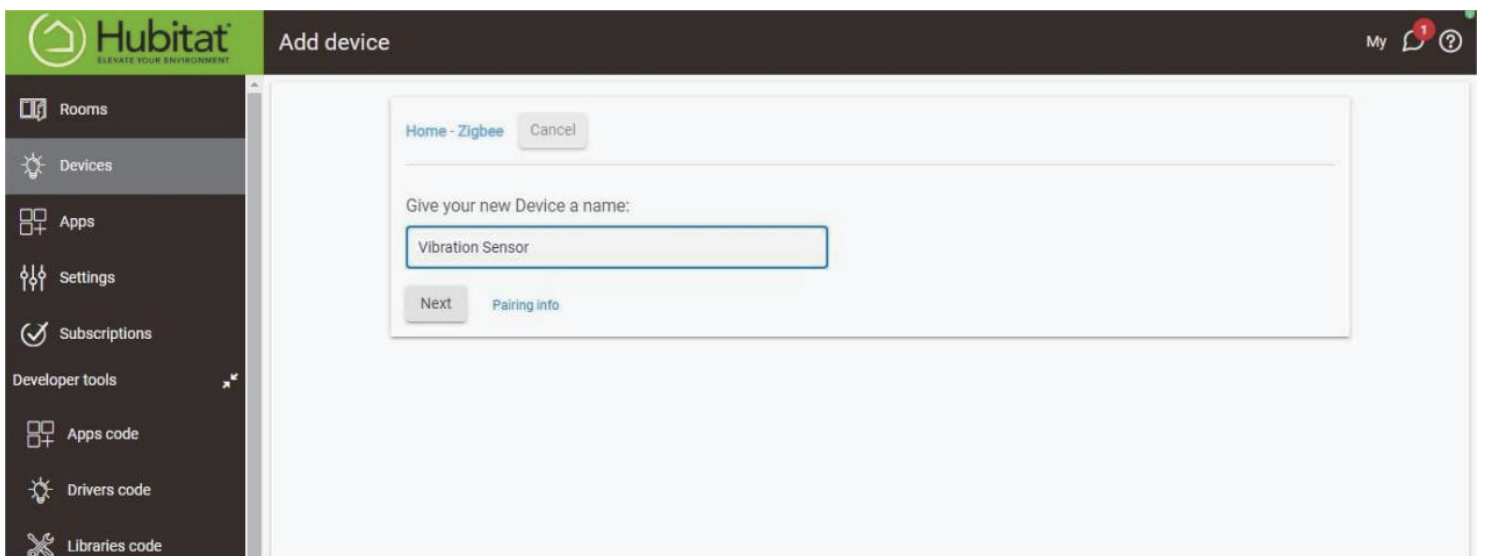 Hubitat
ELEVATE YOUR ENVIRONMENT
Add device
My
1
Rooms
Devices
Apps
Settings
Subscriptions
Developer tools
Apps code
Drivers code
Libraries code
Home - Zigbee
Cancel
Give your new Device a name:
Vibration Sensor
Next
Pairing info